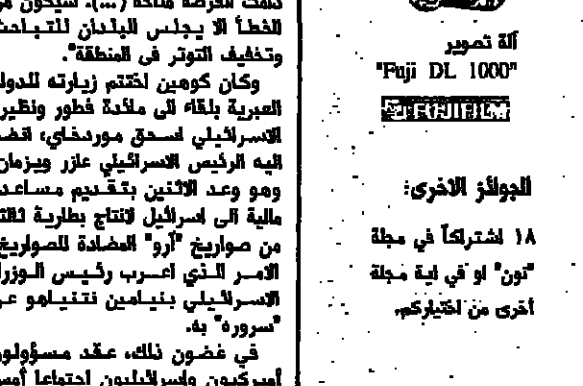 دامت الفرصة متاحة (...). سيكون من
الخطأ الا يجلس البلدان للتباحث
وتخفيف التوتر في المنطقة".
وكان كوهين اختتم زيارته للدولة
العبرية بلقاء الى مائدة فطور ونظيره
الاسرائيلي اسحق موردخاي، انضم
اليه الرئيس الاسرائيلي عازر ويزمان
وهو وعد الاثنين بتقديم مساعدة
مالية الى اسرائيل لانتاج بطارية ثالثة
من صواريخ "آرو" المضادة للصواريخ
الامر الذي اعرب رئيس الوزراء
الاسرائيلي بنيامين نتنياهو عن
"سروره" به.
في غضون ذلك، عقد مسؤولون
أميركيون واسرائيليون اجتماعا أمس
آلة تصوير
"Fuji DL 1000"
FUJIFILM
الجوائز الاخرى:
١٨ اشتراكاً في مجلة
"نون" او في اية مجلة
أخرى من اختياركم.